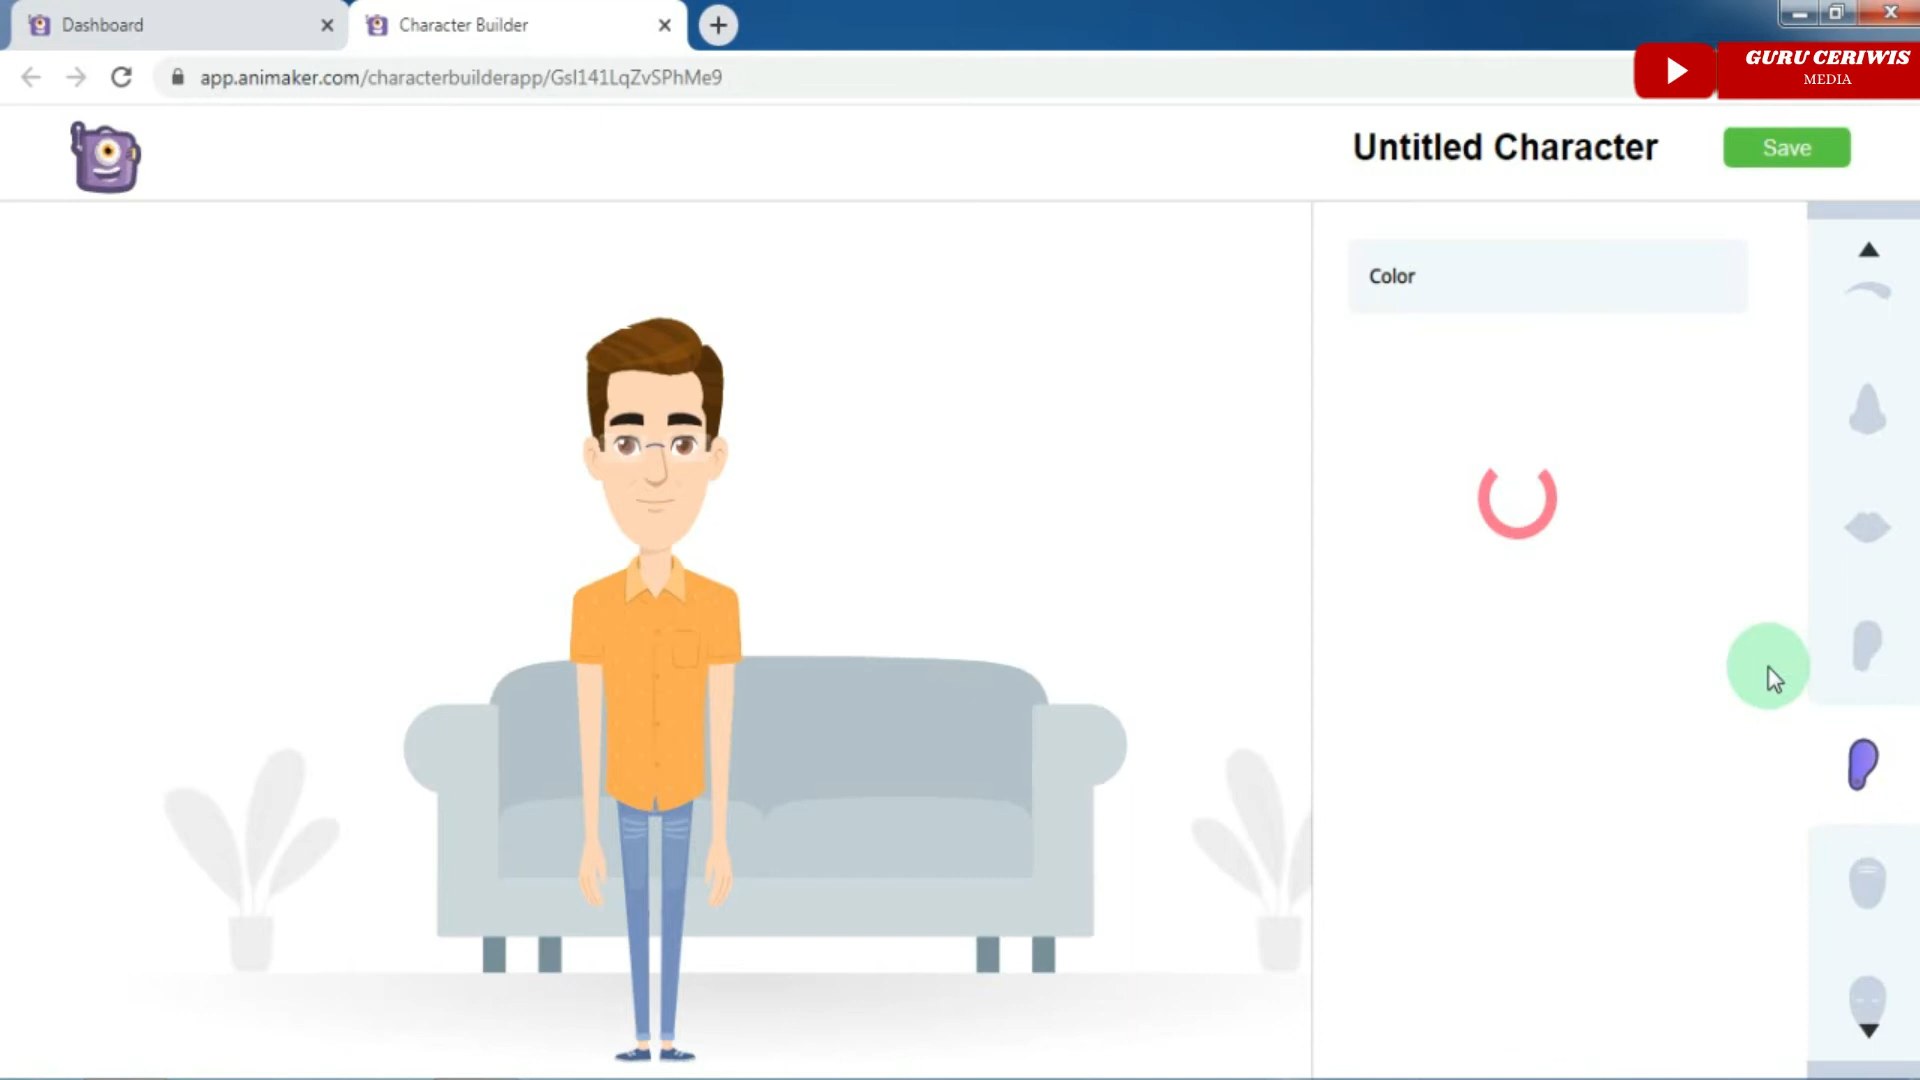 Dashboard
Character Builder
app.animaker.com/characterbuilderapp/GsI141LqZvSPhMe9
GURU CERIWIS
MEDIA
Untitled Character
Save
Color